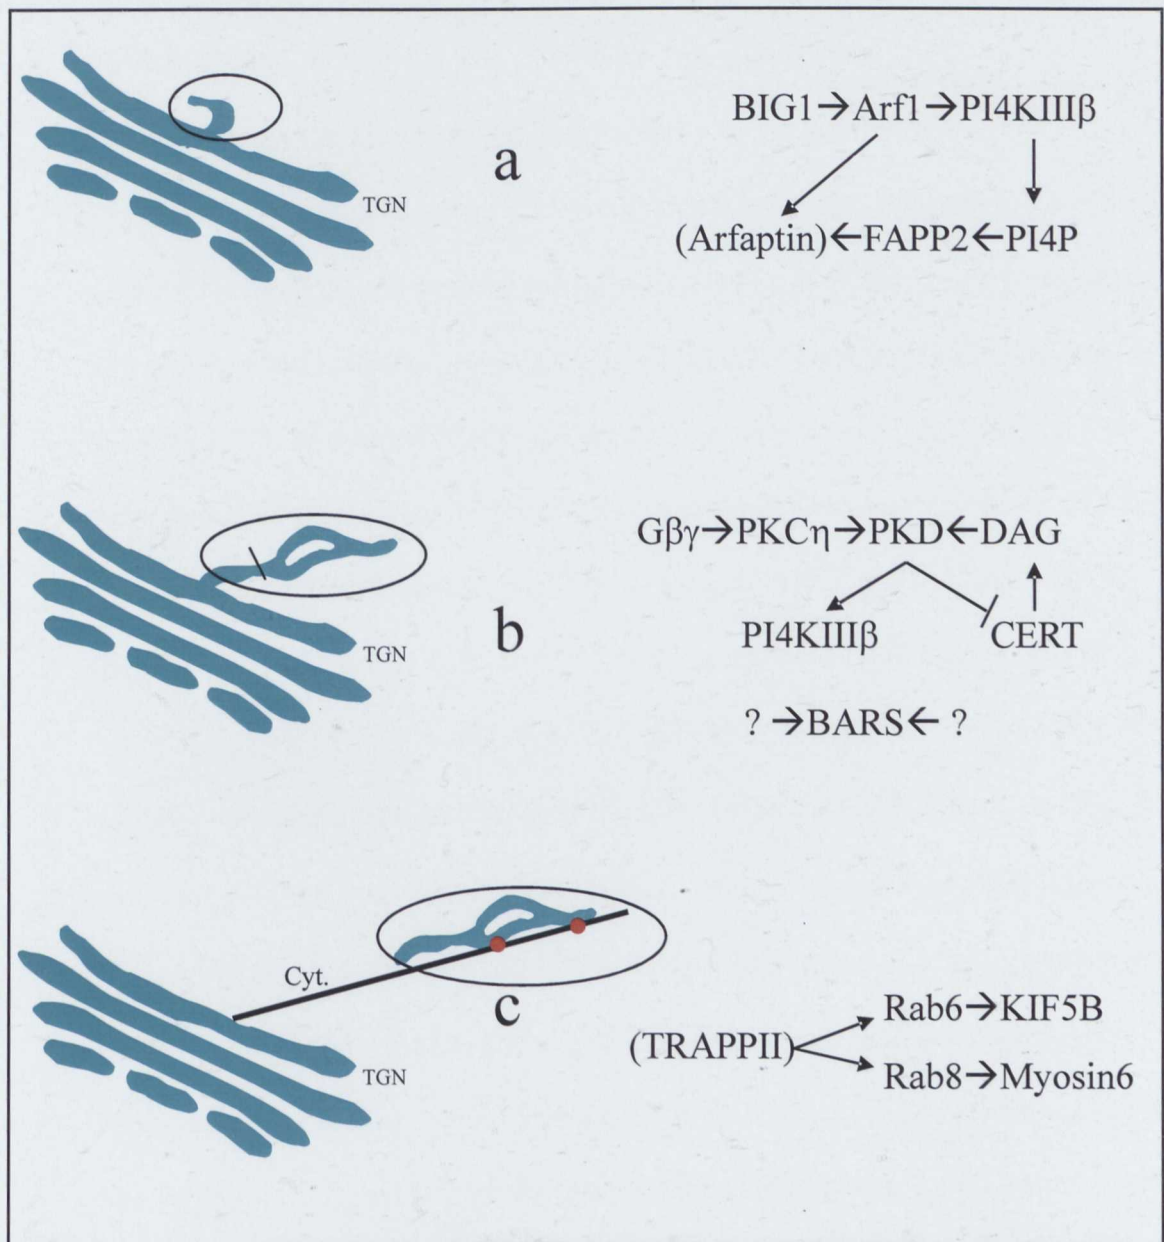 BIG1→Arf1→PI4KIIIβ
a
TGN
(Arfaptin)←FAPP2←PI4P
Gβγ→PKCη→PKD←DAG
b
PI4KIIIβ CERT
TGN
? →BARS← ?
Cyt.
c
Rab6→KIF5B
(TRAPPII)
Rab8→Myosin6
TGN